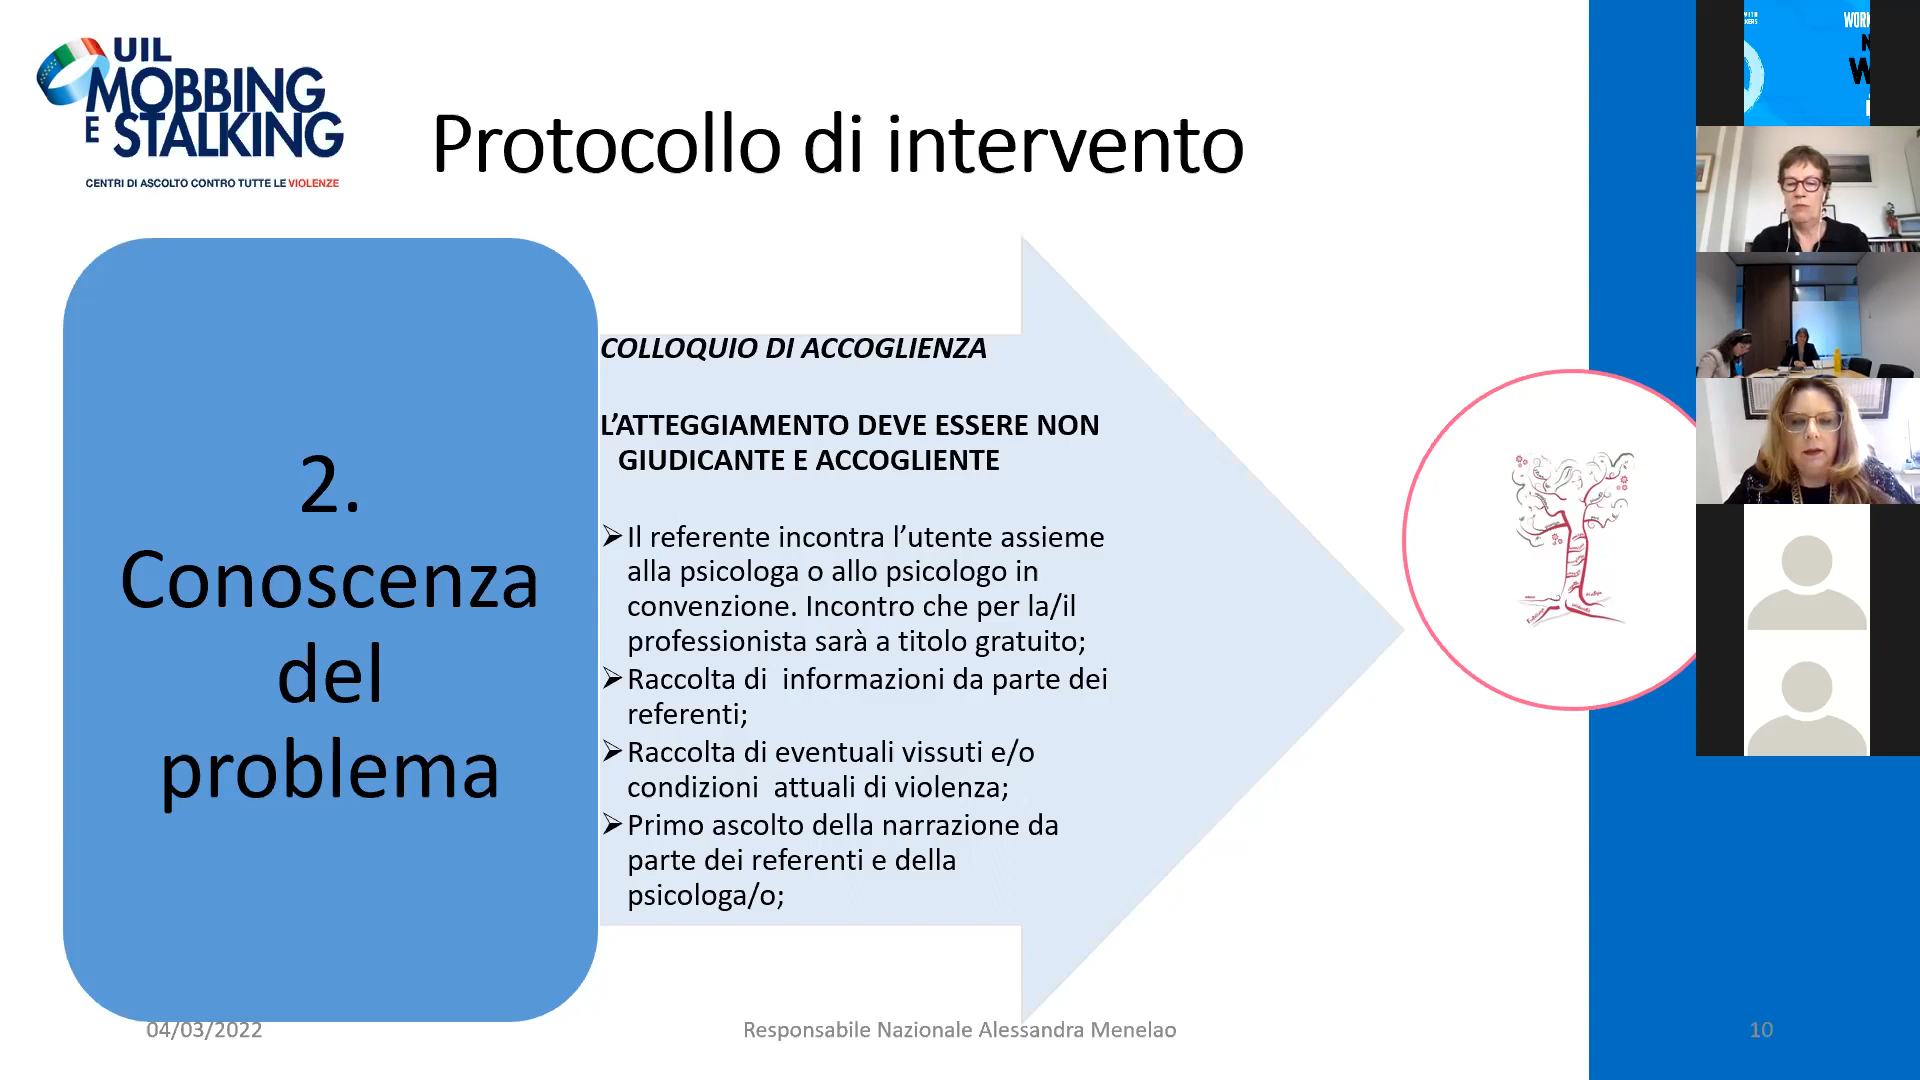 UIL
MOBBING
E STALKING
CENTRI DI ASCOLTO CONTRO TUTTE LE VIOLENZE
Protocollo di intervento
2.
Conoscenza
del
problema
COLLOQUIO DI ACCOGLIENZA
L’ATTEGGIAMENTO DEVE ESSERE NON
GIUDICANTE E ACCOGLIENTE
➢Il referente incontra l’utente assieme
alla psicologa o allo psicologo in
convenzione. Incontro che per la/il
professionista sarà a titolo gratuito;
➢Raccolta di  informazioni da parte dei
referenti;
➢Raccolta di eventuali vissuti e/o
condizioni  attuali di violenza;
➢Primo ascolto della narrazione da
parte dei referenti e della
psicologa/o;
04/03/2022
Responsabile Nazionale Alessandra Menelao
10